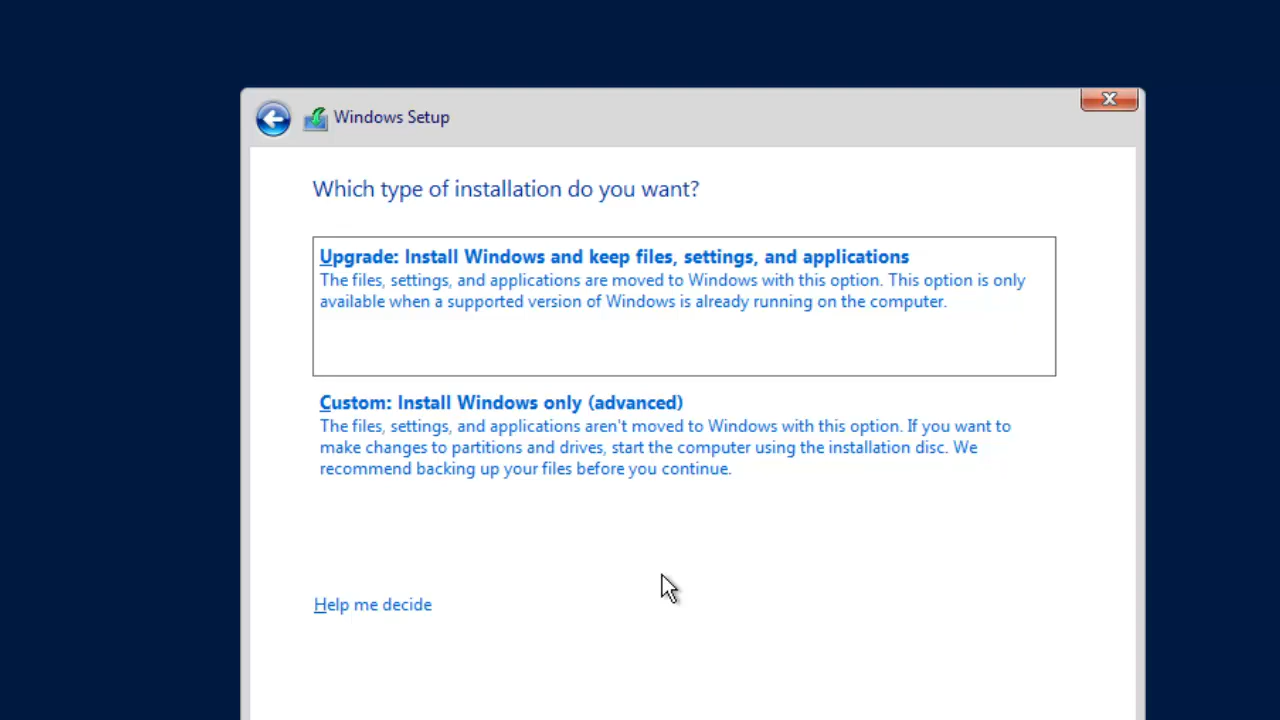 Windows Setup
Which type of installation do you want?
Upgrade: Install Windows and keep files, settings, and applications
The files, settings, and applications are moved to Windows with this option. This option is only
available when a supported version of Windows is already running on the computer.
Custom: Install Windows only (advanced)
The files, settings, and applications aren't moved to Windows with this option. If you want to
make changes to partitions and drives, start the computer using the installation disc. We
recommend backing up your files before you continue.
Help me decide